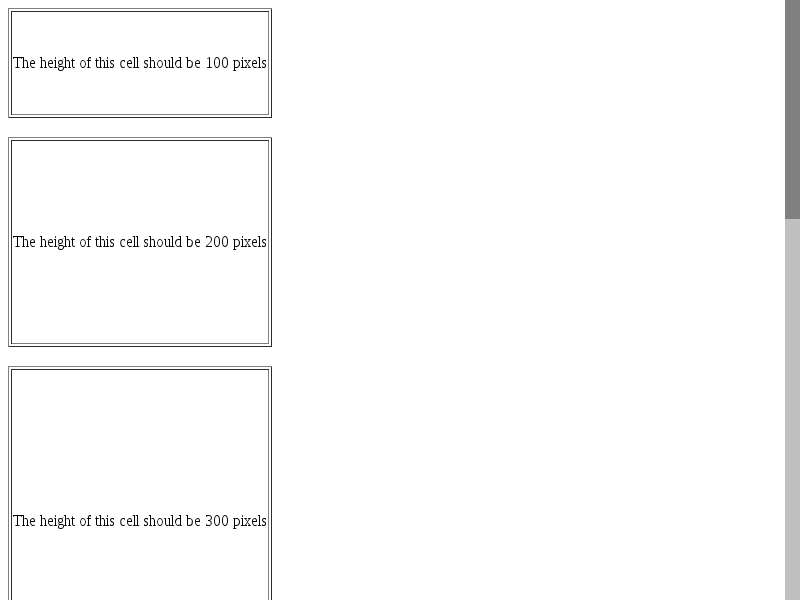 The height of this cell should be 100 pixels
The height of this cell should be 200 pixels
The height of this cell should be 300 pixels